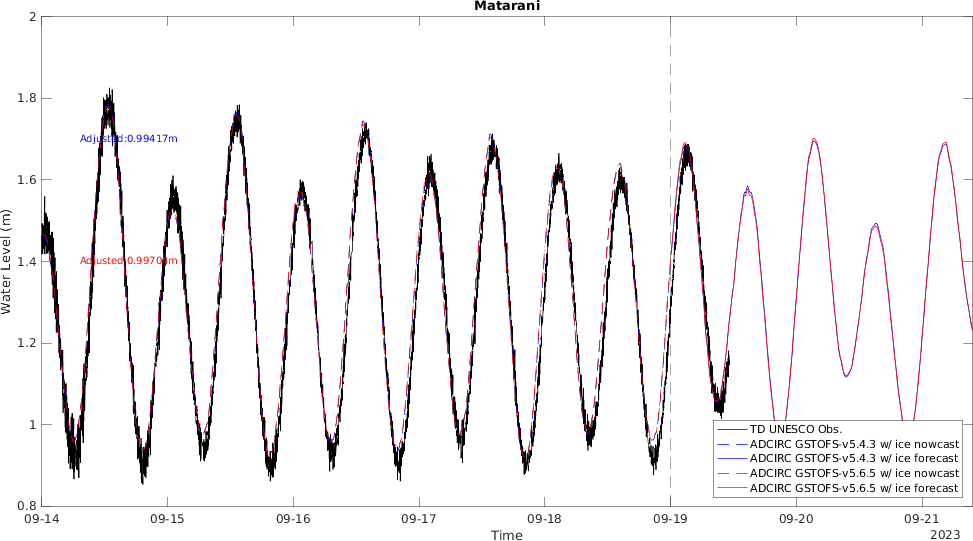 Matarani
2
1.8
1.6
1.4
1.2
1
0.8
Water Level (m)
Adjusted:0.99417m
09-14
09-15
09-16
09-17
09-18
09-19
09-20
09-21
Time
2023
TD UNESCO Obs.
ADCIRC GSTOFS-v5.4.3 w/ ice nowcast
ADCIRC GSTOFS-v5.4.3 w/ ice forecast
ADCIRC GSTOFS-v5.6.5 w/ ice nowcast
ADCIRC GSTOFS-v5.6.5 w/ ice forecast